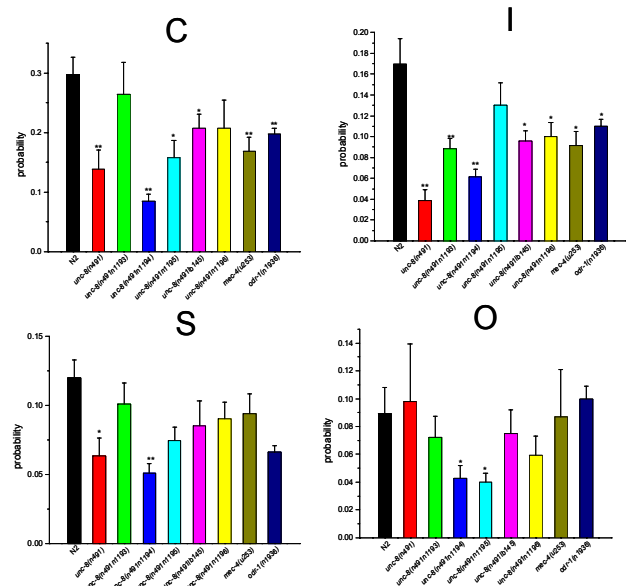 C
0.3
0.2
0.1
0.0
probability
**
**
*
*
**
**
N2
unc-8(n491)
unc-8(n491n1193)
unc-8(n491n1194)
unc-8(n491n1195)
unc-8(n491lb145)
unc-8(n491n1196)
mec-4(u253)
odr-1(n1936)
I
0.20
0.18
0.16
0.14
0.12
0.10
0.08
0.06
0.04
0.02
0.00
probability
**
**
**
*
*
*
*
N2
unc-8(n491)
unc-8(n491n1193)
unc-8(n491n1194)
unc-8(n491n1195)
unc-8(n491lb145)
unc-8(n491n1196)
mec-4(u253)
odr-1(n1936)
S
0.15
0.10
0.05
0.00
probability
*
**
N2
unc-8(n491)
unc-8(n491n1193)
unc-8(n491n1194)
unc-8(n491n1195)
unc-8(n491lb145)
unc-8(n491n1196)
mec-4(u253)
odr-1(n1936)
O
0.14
0.12
0.10
0.08
0.06
0.04
0.02
0.00
probability
*
*
N2
unc-8(n491)
unc-8(n491n1193)
unc-8(n491n1194)
unc-8(n491n1195)
unc-8(n491lb145)
unc-8(n491n1196)
mec-4(u253)
odr-1(n1936)